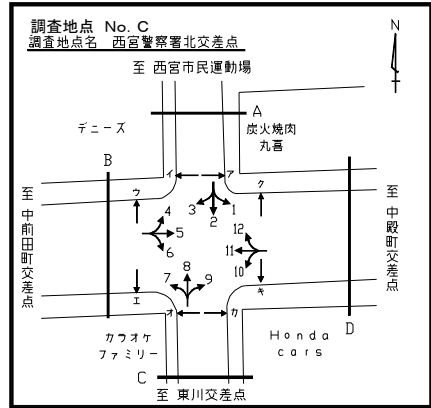 調査地点 No. C
調査地点名 西宮警察署北交差点
至 西宮市民運動場
N
A
デニーズ
炭火焼肉
丸喜
B
イ
ア
ク
ウ
至 中前田町交差点
至 中殿町交差点
4
5
6
3
2
1
12
11
10
7
8
9
エ
オ
カ
キ
カラオケ
ファミリー
Honda
cars
D
C
至 東川交差点